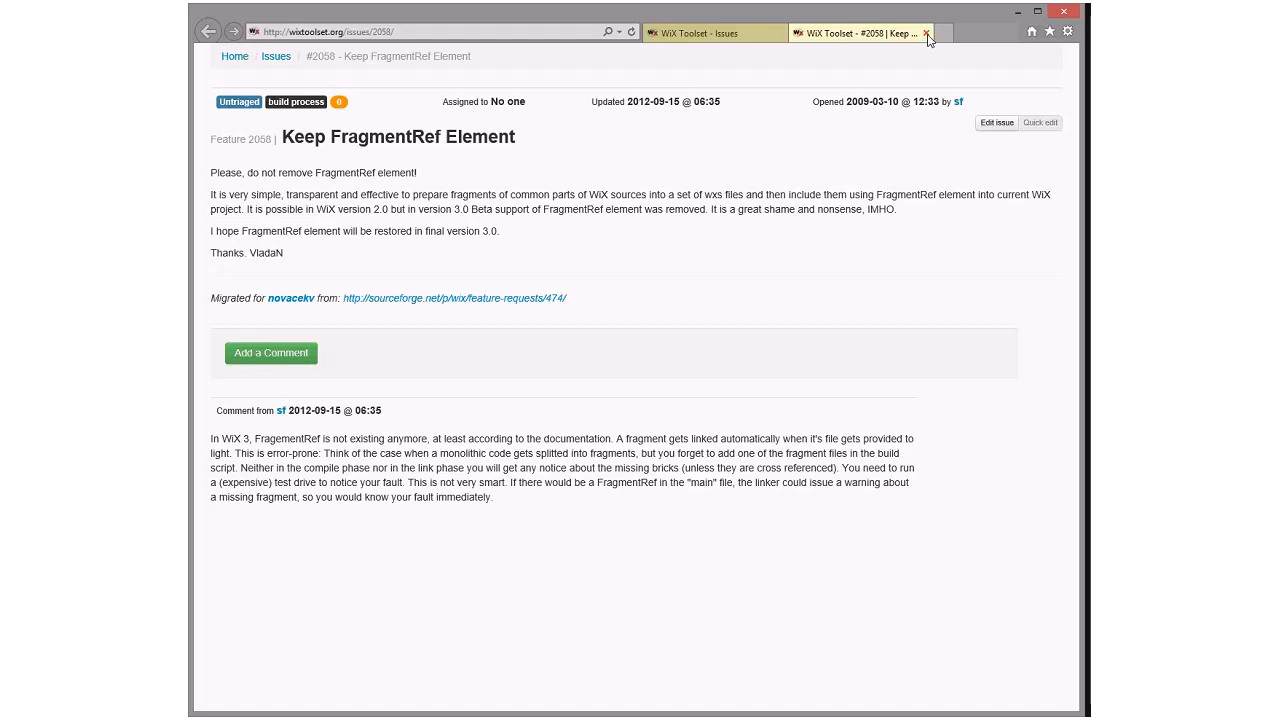 http://wixtoolset.org/issues/2058/
WiX Toolset - Issues
WiX Toolset - #2058 | Keep ...
Home Issues #2058 - Keep FragmentRef Element
Untriaged build process 0 Assigned to No one Updated 2012-09-15 @ 06:35 Opened 2009-03-10 @ 12:33 by sf
Edit issue Quick edit
Feature 2058 | Keep FragmentRef Element
Please, do not remove FragmentRef element!
It is very simple, transparent and effective to prepare fragments of common parts of WiX sources into a set of wxs files and then include them using FragmentRef element into current WiX
project. It is possible in WiX version 2.0 but in version 3.0 Beta support of FragmentRef element was removed. It is a great shame and nonsense, IMHO.
I hope FragmentRef element will be restored in final version 3.0.
Thanks. VladaN
Migrated for novacekv from: http://sourceforge.net/p/wix/feature-requests/474/
Add a Comment
Comment from sf 2012-09-15 @ 06:35
In WiX 3, FragementRef is not existing anymore, at least according to the documentation. A fragment gets linked automatically when it's file gets provided to
light. This is error-prone: Think of the case when a monolithic code gets splitted into fragments, but you forget to add one of the fragment files in the build
script. Neither in the compile phase nor in the link phase you will get any notice about the missing bricks (unless they are cross referenced). You need to run
a (expensive) test drive to notice your fault. This is not very smart. If there would be a FragmentRef in the "main" file, the linker could issue a warning about
a missing fragment, so you would know your fault immediately.